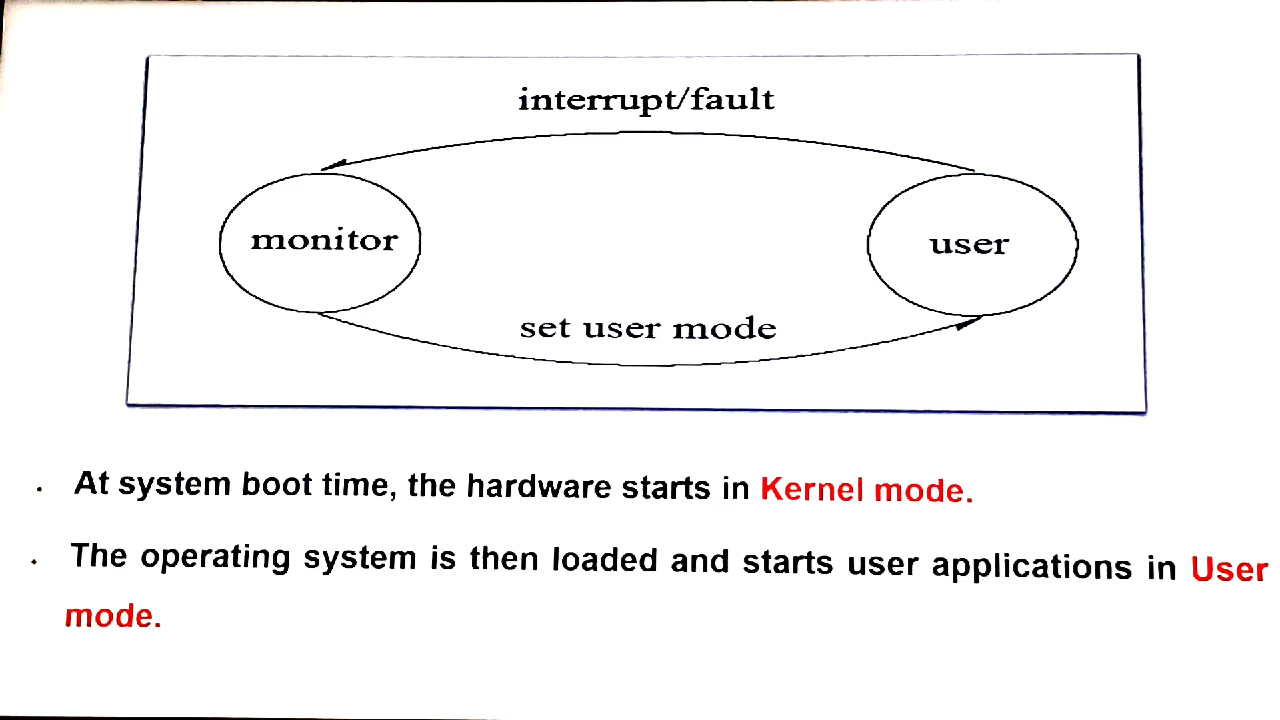 interrupt/fault
monitor
user
set user mode
. At system boot time, the hardware starts in Kernel mode.
. The operating system is then loaded and starts user applications in User
mode.